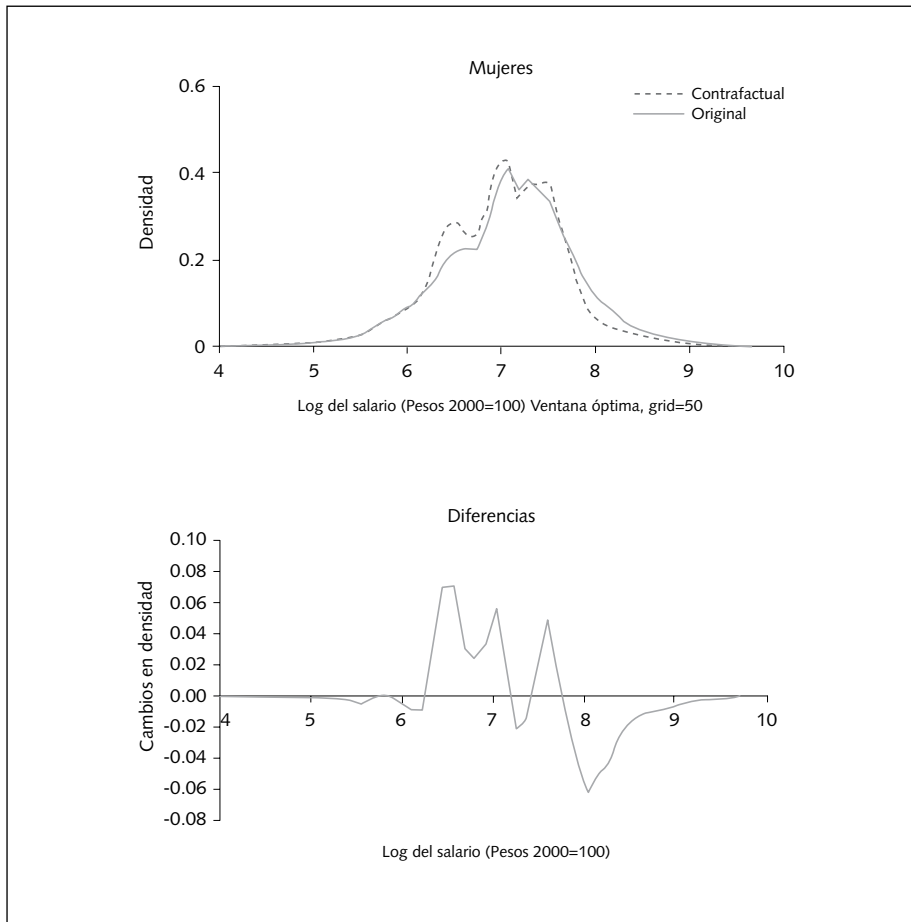 Mujeres
0.6
Contrafactual
Original
0.4
Densidad
0.2
0
4 5 6 7 8 9 10
Log del salario (Pesos 2000=100) Ventana óptima, grid=50
Diferencias
0.10
0.08
0.06
0.04
0.02
Cambios en densidad
0.00
4 5 6 7 8 9 10
-0.02
-0.04
-0.06
-0.08
Log del salario (Pesos 2000=100)